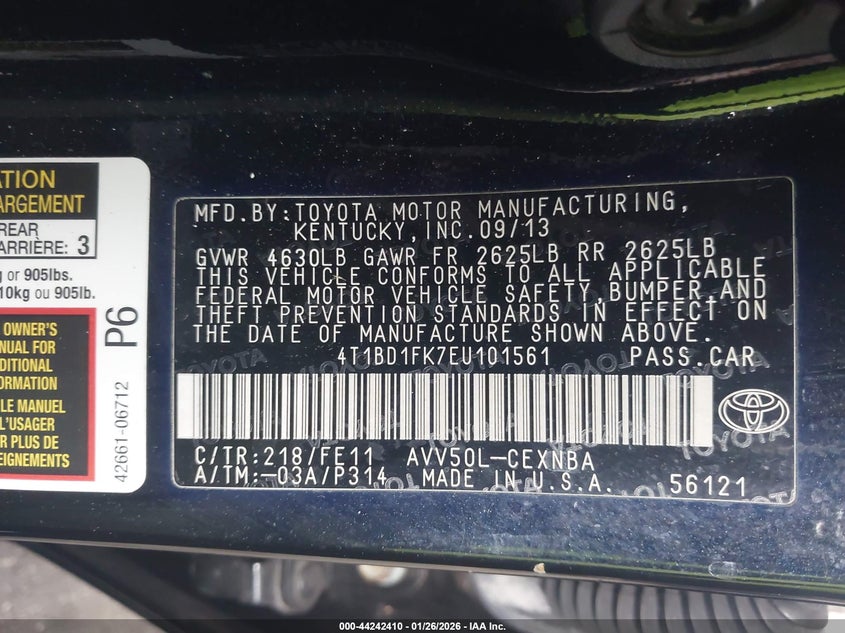 ATION
ARGEMENT
REAR
ARRIÈRE: 3
g or 905lbs.
10kg ou 905lb.
OWNER'S
NUAL FOR
DITIONAL
FORMATION
LE MANUEL
L'USAGER
R PLUS DE
EIGNEMENTS
P6
42661-06712
MFD.BY:TOYOTA MOTOR MANUFACTURING,
KENTUCKY,INC.09/13
GVWR 4630LB GAWR FR 2625LB RR 2625LB
THIS VEHICLE CONFORMS TO ALL APPLICABLE
FEDERAL MOTOR VEHICLE SAFETY,BUMPER,AND
THEFT PREVENTION STANDARDS IN EFFECT ON
THE DATE OF MANUFACTURE SHOWN ABOVE.
4T1BD1FK7EU101561 PASS.CAR
C/TR:218/FE11 AVV50L-CEXNBA
A/TM:-03A/P314 MADE IN U.S.A. 56121
000-44242410 - 01/26/2026 - IAA Inc.